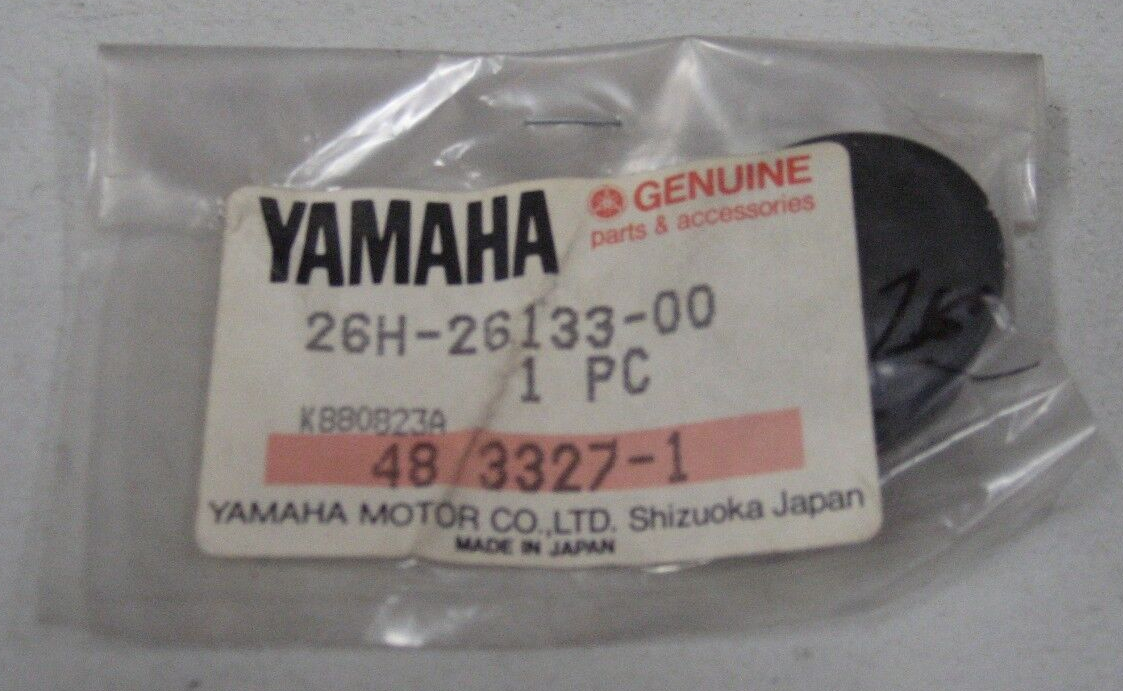 YAMAHA
GENUINE
parts & accessories
26H-26133-00
1 PC
K880823A
48 3327-1
YAMAHA MOTOR CO.,LTD. Shizuoka Japan
MADE IN JAPAN